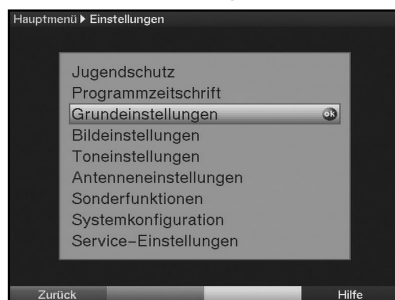 Hauptmenü ▶ Einstellungen
Jugendschutz
Programmzeitschrift
Grundeinstellungen ok
Bildeinstellungen
Toneinstellungen
Antenneneinstellungen
Sonderfunktionen
Systemkonfiguration
Service-Einstellungen
Zurück Hilfe